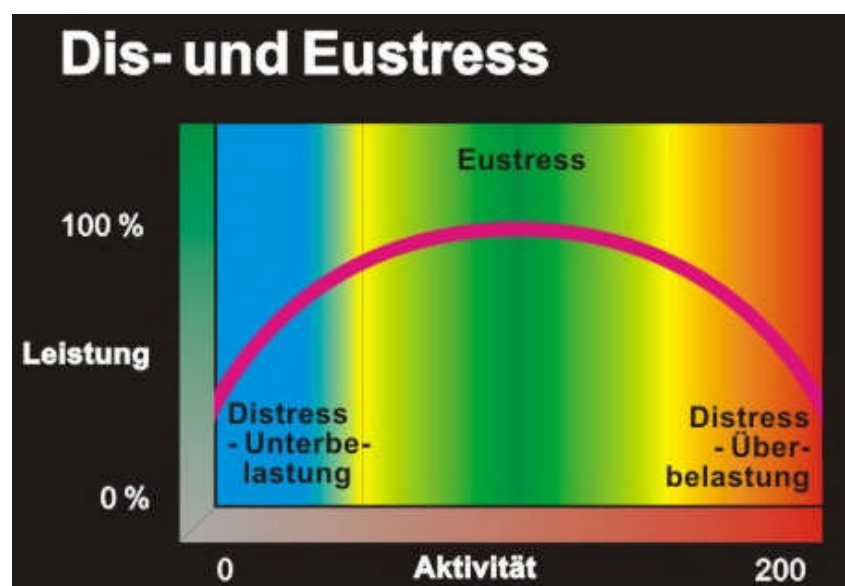 Dis- und Eustress
Eustress
100 %
Leistung
Distress
- Unterbe-
lastung
Distress
- Über-
belastung
0 %
0
Aktivität
200